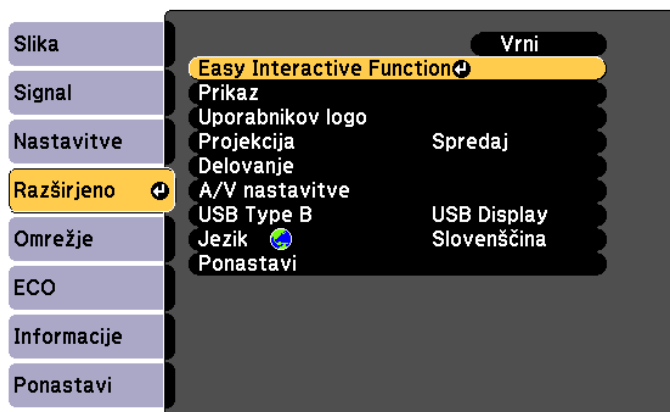 Slika
Signal
Nastavitve
Razširjeno
Omrežje
ECO
Informacije
Ponastavi
Vrni
Easy Interactive Function
Prikaz
Uporabnikov logo
Projekcija Spredaj
Delovanje
A/V nastavitve
USB Type B USB Display
Jezik Slovenščina
Ponastavi